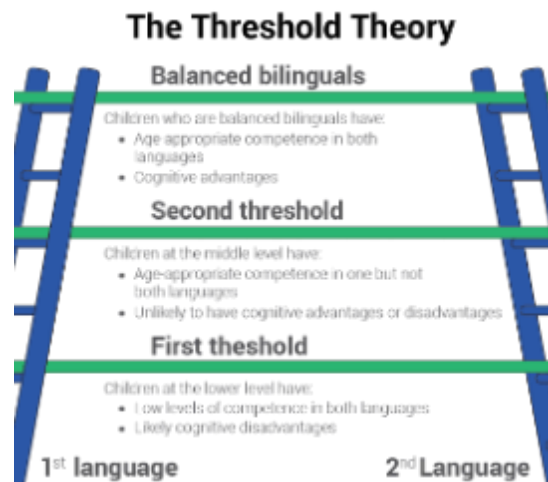 The Threshold Theory
Balanced bilinguals
Children who are balanced bilinguals have:
• Age appropriate competence in both
languages
• Cognitive advantages
Second threshold
Children at the middle level have:
• Age-appropriate competence in one but not
both languages
• Unlikely to have cognitive advantages or disadvantages
First theshold
Children at the lower level have:
• Low levels of competence in both languages
• Likely cognitive disadvantages
1st language
2nd Language